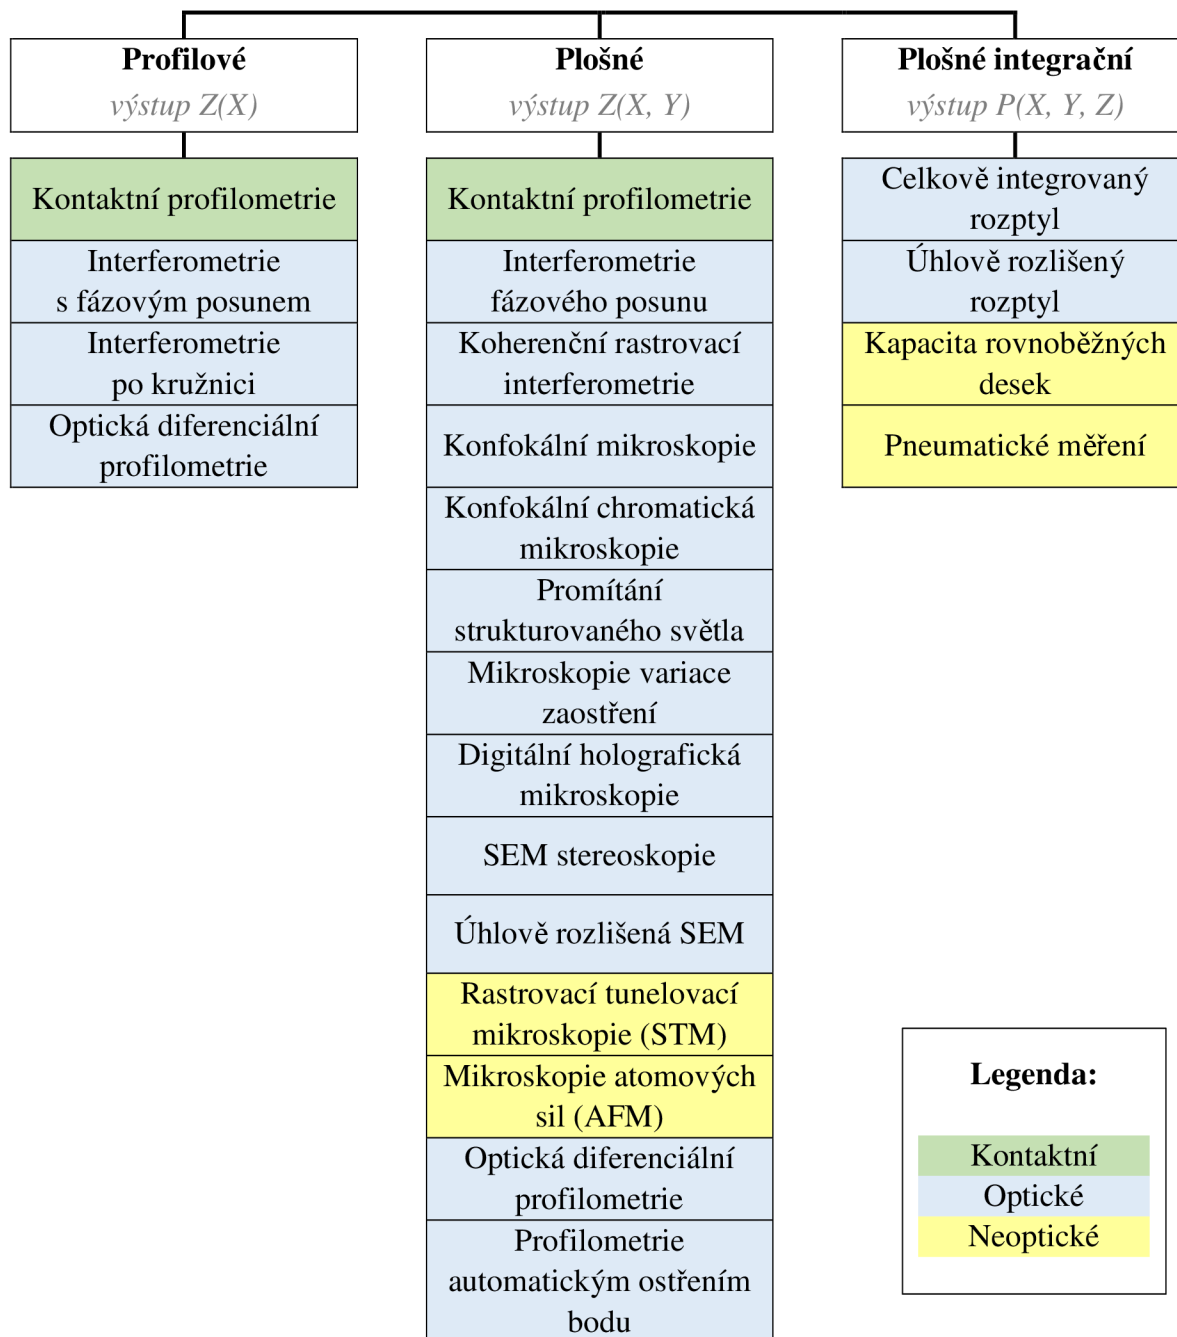 Profilové
výstup Z(X)
Kontaktní profilometrie
Interferometrie
s fázovým posunem
Interferometrie
po kružnici
Optická diferenciální
profilometrie
Plošné
výstup Z(X, Y)
Kontaktní profilometrie
Interferometrie
fázového posunu
Koherenční rastrovací
interferometrie
Konfokální mikroskopie
Konfokální chromatická
mikroskopie
Promítání
strukturovaného světla
Mikroskopie variace
zaostření
Digitální holografická
mikroskopie
SEM stereoskopie
Úhlově rozlišená SEM
Rastrovací tunelovací
mikroskopie (STM)
Mikroskopie atomových
sil (AFM)
Optická diferenciální
profilometrie
Profilometrie
automatickým ostřením
bodu
Plošné integrační
výstup P(X, Y, Z)
Celkově integrovaný
rozptyl
Úhlově rozlišený
rozptyl
Kapacita rovnoběžných
desek
Pneumatické měření
Legenda:
Kontaktní
Optické
Neoptické